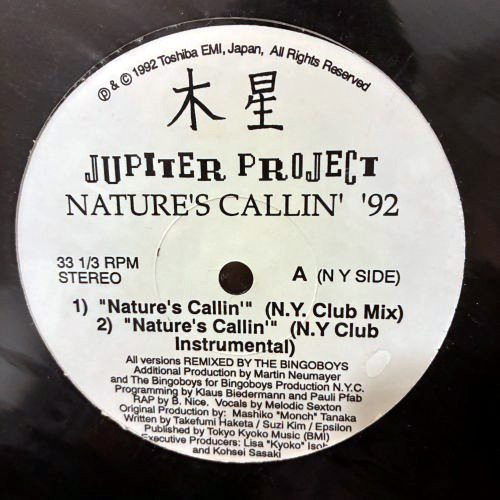 ℗ & © 1992 Toshiba EMI, Japan, All Rights Reserved
木星
JUPITER PROJECT
NATURE'S CALLIN' '92
33 1/3 RPM
STEREO
A (N Y SIDE)
1) "Nature's Callin'" (N.Y. Club Mix)
2) "Nature's Callin'" (N.Y Club
Instrumental)
All versions REMIXED BY THE BINGOBOYS
Additional Production by Martin Neumayer
and The Bingoboys for Bingoboys Production N.Y.C.
Programming by Klaus Biedermann and Pauli Pfab
RAP by B. Nice, Vocals by Melodic Sexton
Original Production by: Mashiko "Monch" Tanaka
Written by Takefumi Haketa / Suzi Kim / Epsilon
Published by Tokyo Kyoko Music (BMI)
Executive Producers: Lisa "Kyoko"
and Kohsei Sasaki